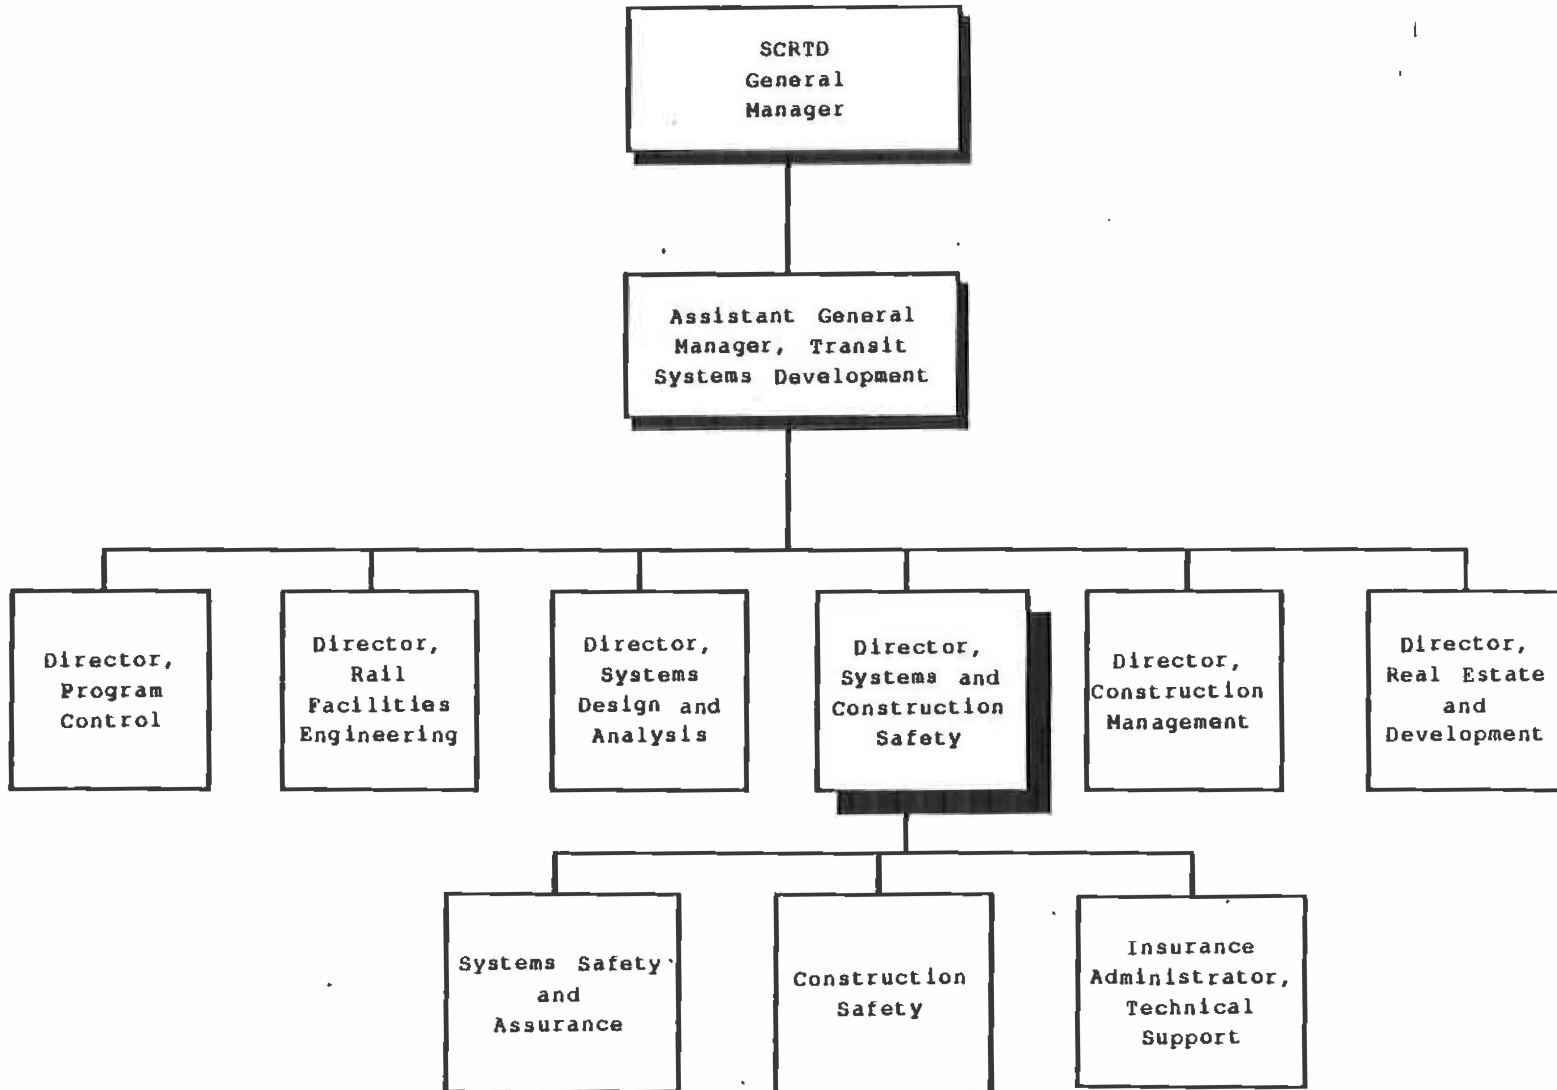 SCRTD
General
Manager
Assistant General
Manager, Transit
Systems Development
Director,
Program
Control
Director,
Rail
Facilities
Engineering
Director,
Systems
Design and
Analysis
Director,
Systems and
Construction
Safety
Director,
Construction
Management
Director,
Real Estate
and
Development
Systems Safety
and
Assurance
Construction
Safety
Insurance
Administrator,
Technical
Support